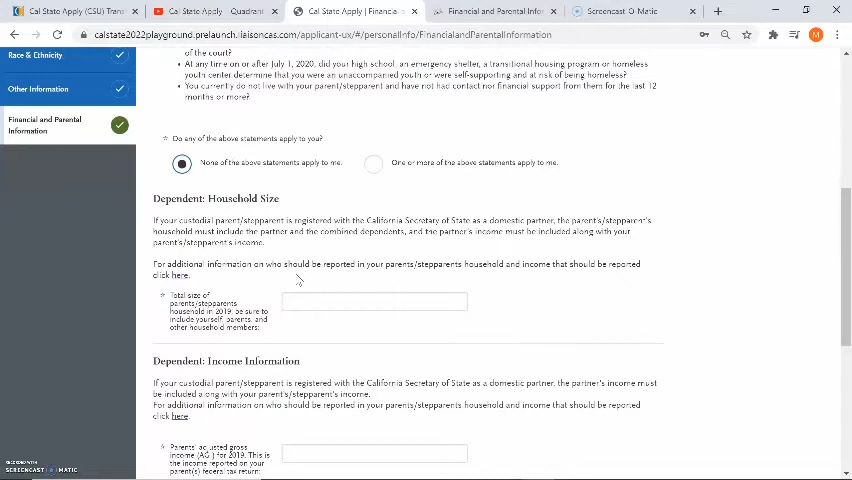 Cal State Apply (CSU) Trans
Cal State Apply
Quadrant
Cal State Apply | Financial a
Financial and Parental-Infor
Screencast-O-Matic
calstate2022playground.prelaunch.liaisoncas.com/applicant-ux/#/personalInfo/FinancialandParentalInformation
M
Race & Ethnicity
Other Information
Financial and Parental
Information
of the court?
At any time on or after July 1, 2020, did your high school, an emergency shelter, a transitional housing program or homeless
youth center determine that you were an unaccompanied youth or were self-supporting and at risk of being homeless?
You currently do not live with your parent/stepparent and have not had contact nor financial support from them for the last 12
months or more?
* Do any of the above statements apply to you?
None of the above statements apply to me.
One or more of the above statements apply to me.
Dependent: Household Size
If your custodial parent/stepparent is registered with the California Secretary of State as a domestic partner, the parent's/stepparent's
household must include the partner and the combined dependents, and the partner's income must be included along with your
parent's/stepparent's income.
For additional information on who should be reported in your parents/stepparents household and income that should be reported
click here.
* Total size of
parents/stepparents
household in 2019, be sure to
include yourself, parents, and
other household members:
Dependent: Income Information
If your custodial parent/stepparent is registered with the California Secretary of State as a domestic partner, the partner's income must
be included along with your parent's/stepparent's income.
For additional information on who should be reported in your parents/stepparents household and income that should be reported
click here.
* Parents' adjusted gross
income (AGI) for 2019. This is
the income reported on your
parent(s) federal tax return:
RECORDED WITH
SCREENCAST MATIC